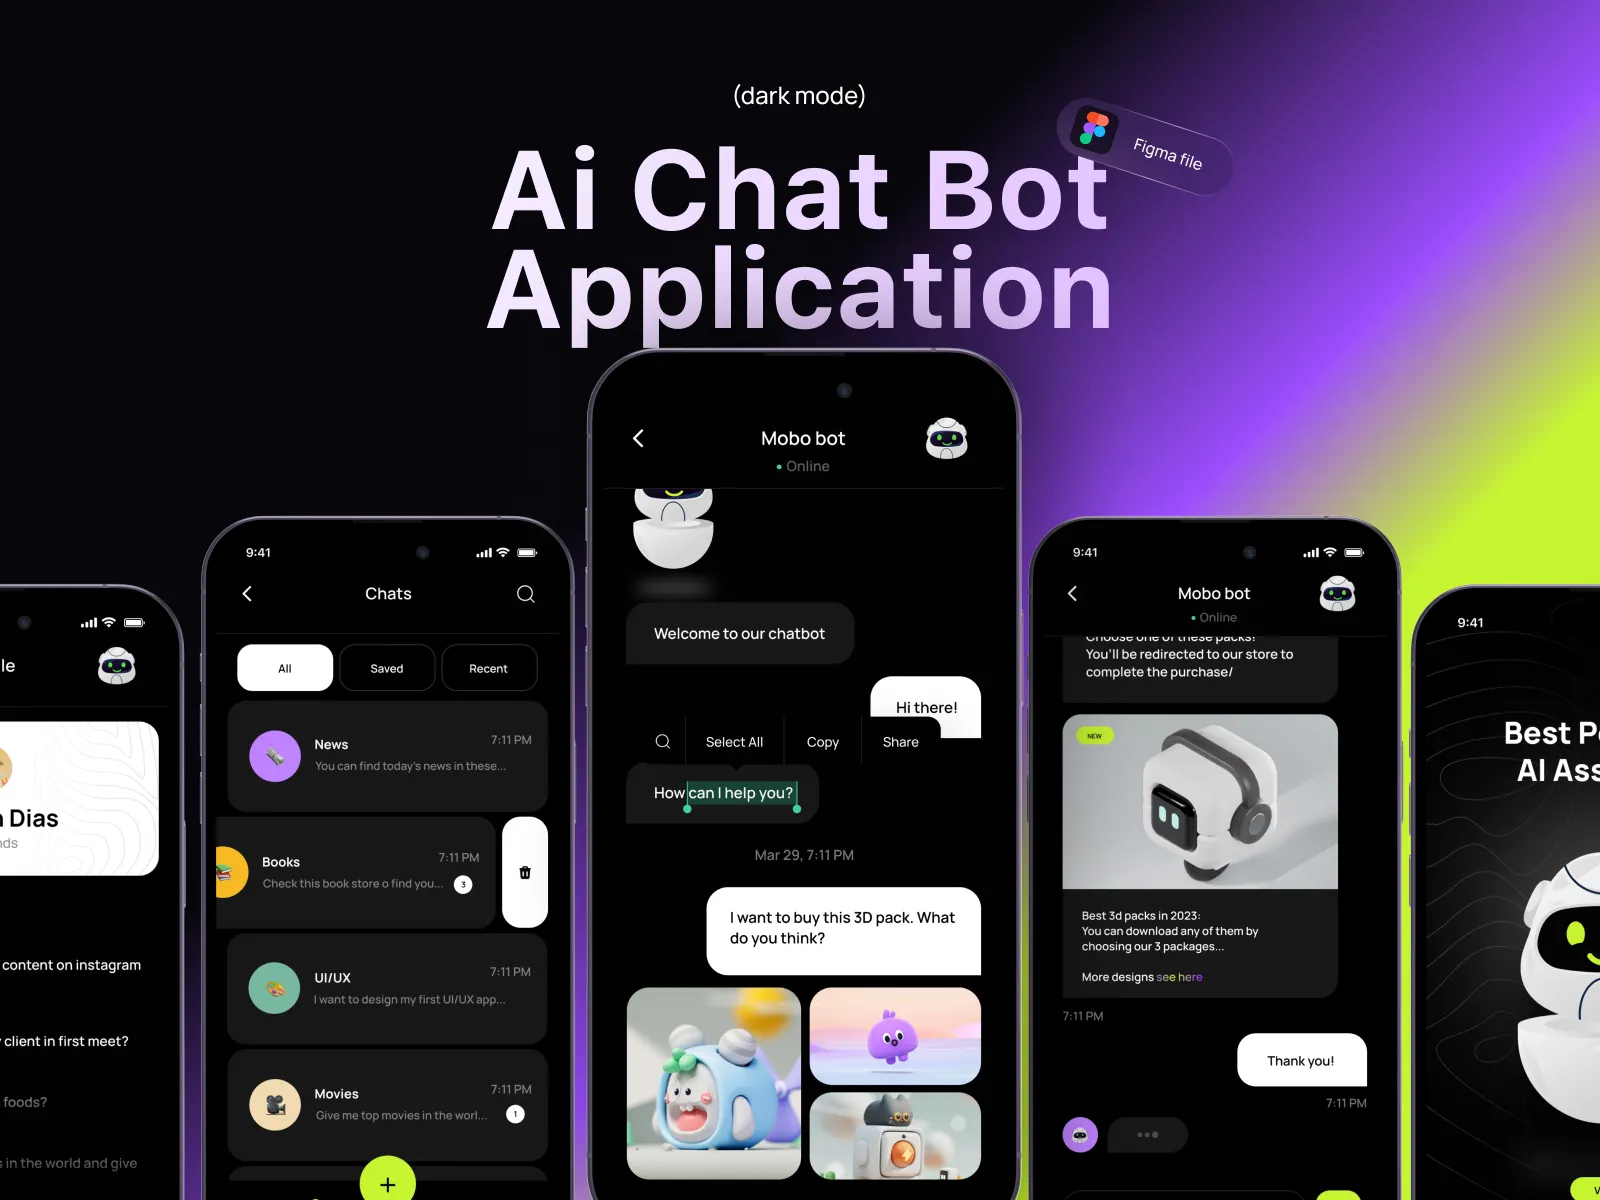 (dark mode)
Ai Chat Bot
Application
Figma file
Dias
content on instagram
client in first meet?
foods?
in the world and give
9:41
Chats
All
Saved
Recent
News
7:11 PM
You can find today's news in these...
Books
7:11 PM
Check this book store o find you...
3
UI/UX
7:11 PM
I want to design my first UI/UX app...
Movies
7:11 PM
Give me top movies in the worl...
1
+
Mobo bot
Online
Welcome to our chatbot
Hi there!
Select All
Copy
Share
How can I help you?
Mar 29, 7:11 PM
I want to buy this 3D pack. What
do you think?
9:41
Mobo bot
Online
Choose one of these packs!
You'll be redirected to our store to
complete the purchase/
NEW
Best 3d packs in 2023:
You can download any of them by
choosing our 3 packages...
More designs see here
7:11 PM
Thank you!
7:11 PM
9:41
Best
AI